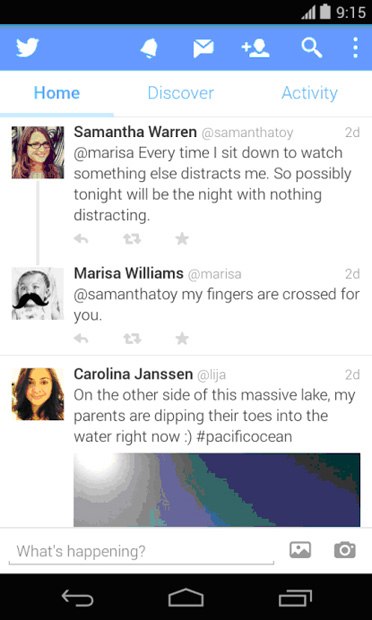 9:15
Home Discover Activity
Samantha Warren @samanthatoy 2d
@marisa Every time I sit down to watch
something else distracts me. So possibly
tonight will be the night with nothing
distracting.
Marisa Williams @marisa 2d
@samanthatoy my fingers are crossed for
you.
Carolina Janssen @lija 2d
On the other side of this massive lake, my
parents are dipping their toes into the
water right now :) #pacificocean
What's happening?